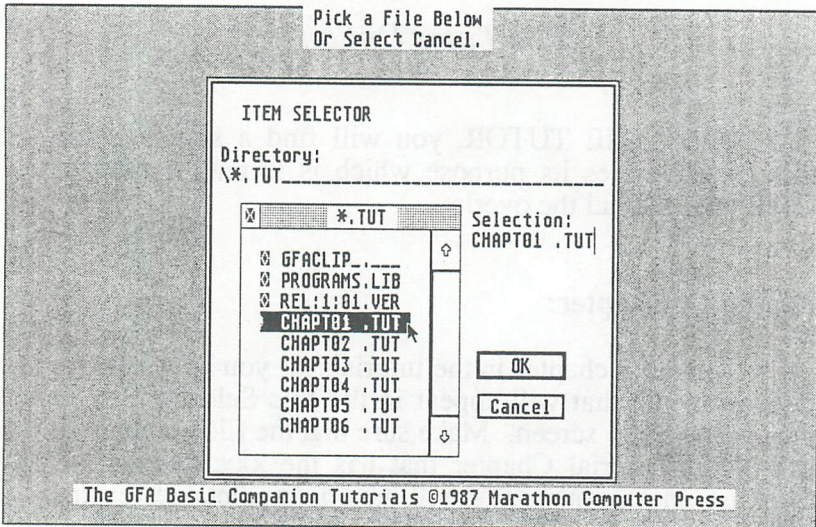 Pick a File Below
Or Select Cancel.
ITEM SELECTOR
Directory:
\*.TUT
*.TUT
GFACLIP_.___
PROGRAMS.LIB
REL:1:01.VER
CHAPT01 .TUT
CHAPT02 .TUT
CHAPT03 .TUT
CHAPT04 .TUT
CHAPT05 .TUT
CHAPT06 .TUT
Selection:
CHAPT01 .TUT
OK
Cancel
The GFA Basic Companion Tutorials ©1987 Marathon Computer Press